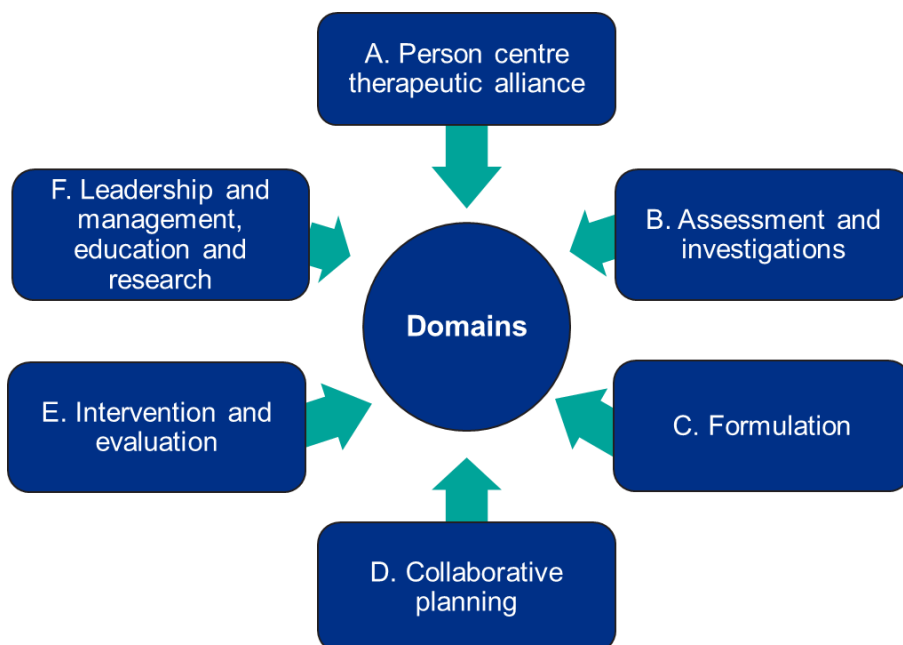 A. Person centre
therapeutic alliance
B. Assessment and
investigations
C. Formulation
D. Collaborative
planning
E. Intervention and
evaluation
F. Leadership and
management,
education and
research
Domains